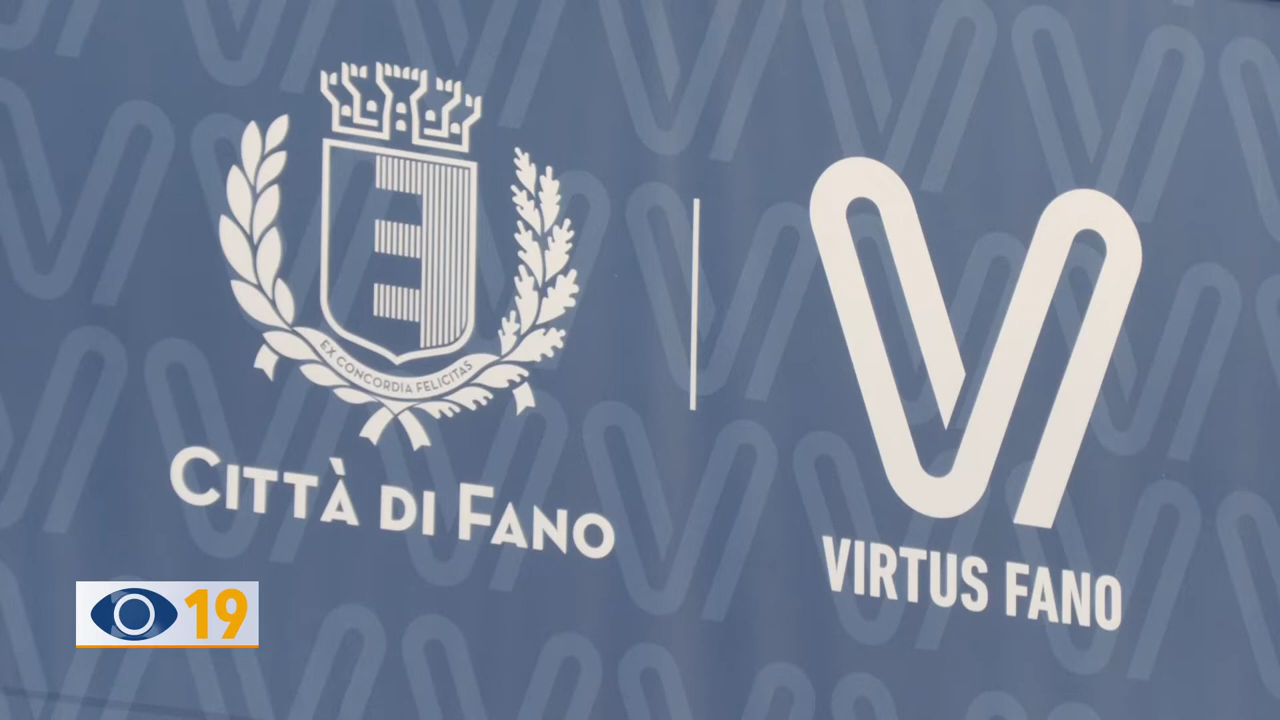 EX CONCORDIA FELICITAS
CITTÀ DI FANO
VIRTUS FANO
19